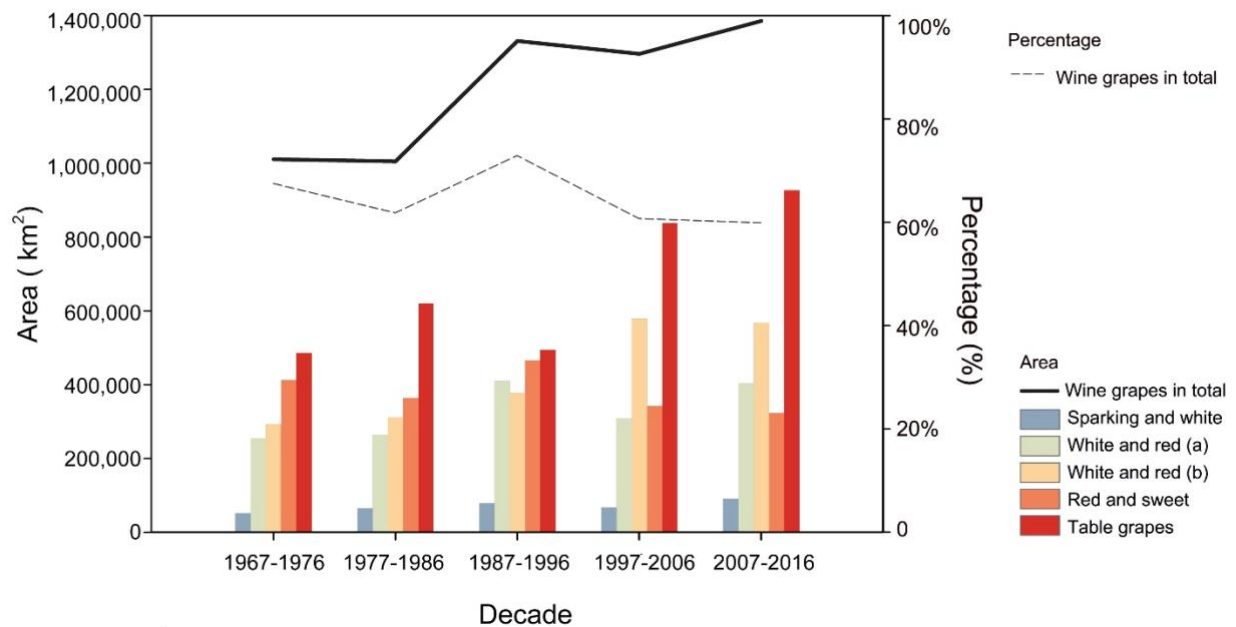 1,400,000
1,200,000
1,000,000
800,000
600,000
400,000
200,000
0
Area ( km²)
100%
80%
60%
40%
20%
0
Percentage (%)
1967-1976
1977-1986
1987-1996
1997-2006
2007-2016
Decade
Percentage
Wine grapes in total
Area
Wine grapes in total
Sparking and white
White and red (a)
White and red (b)
Red and sweet
Table grapes